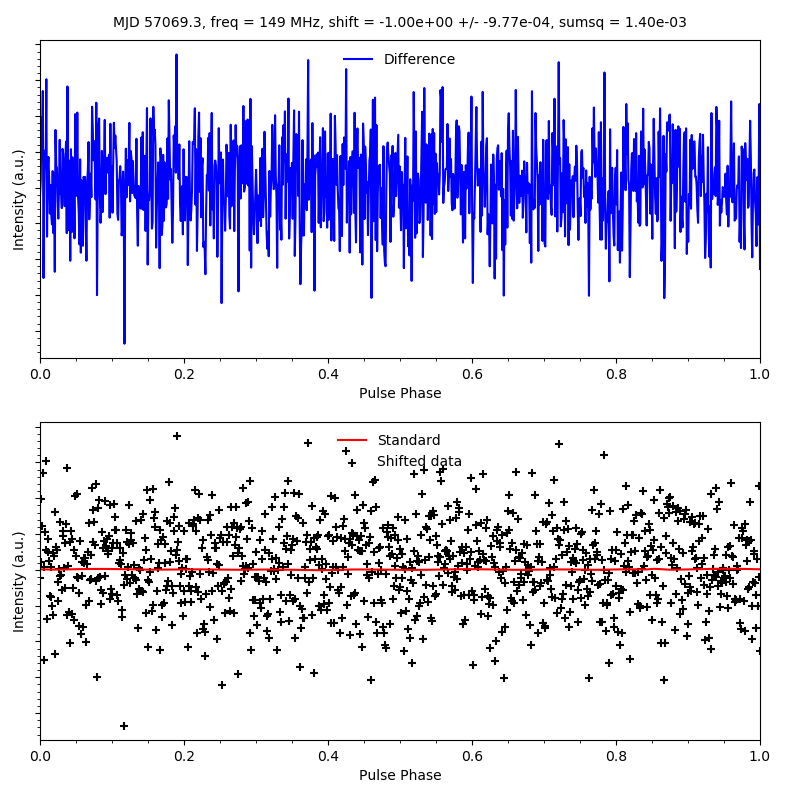 MJD 57069.3, freq = 149 MHz, shift = -1.00e+00 +/- -9.77e-04, sumsq = 1.40e-03
Difference
Intensity (a.u.)
0.0 0.2 0.4 0.6 0.8 1.0
Pulse Phase
Standard
Shifted data
Intensity (a.u.)
0.0 0.2 0.4 0.6 0.8 1.0
Pulse Phase